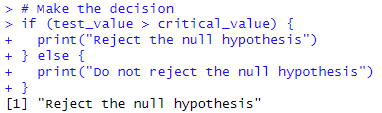 > # Make the decision
> if (test_value > critical_value) {
+   print("Reject the null hypothesis")
+ } else {
+   print("Do not reject the null hypothesis")
+ }
[1] "Reject the null hypothesis"